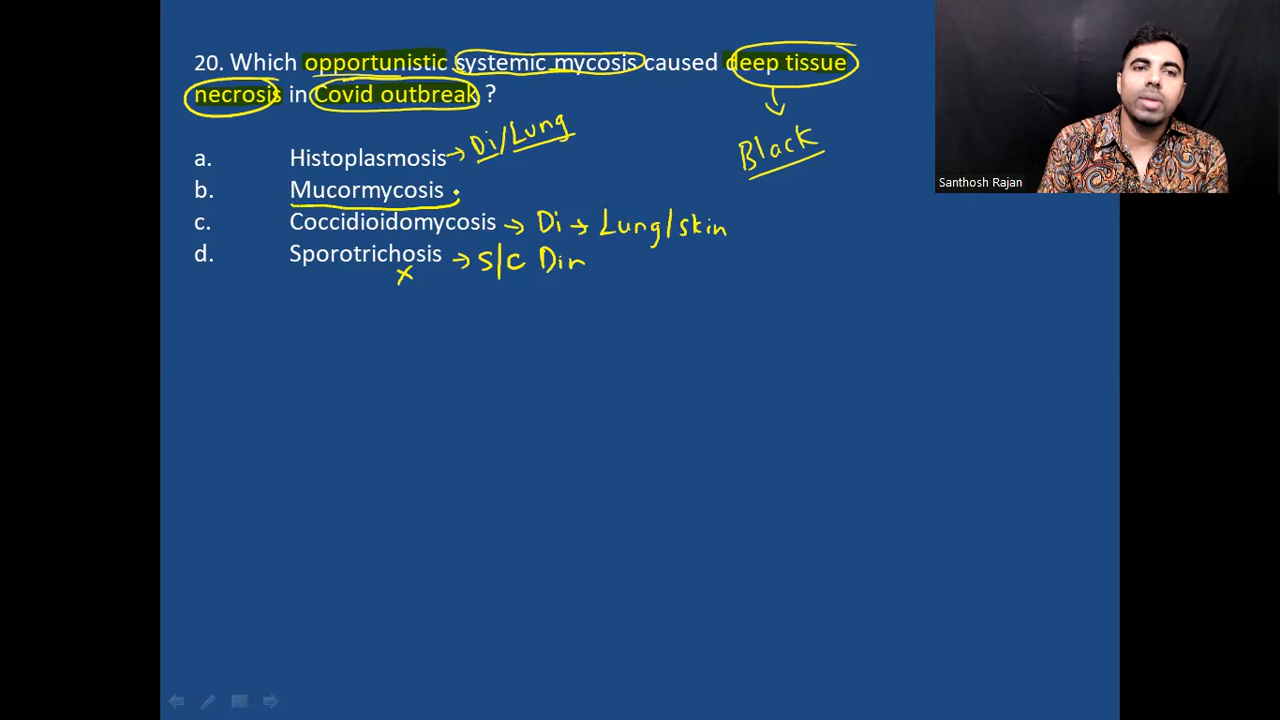 20. Which opportunistic systemic mycosis caused deep tissue
necrosis in Covid outbreak ?
Black
a. Histoplasmosis → Di/Lung
b. Mucormycosis
c. Coccidioidomycosis → Di → Lung/skin
d. Sporotrichosis → S/C Dim
x
Santhosh Rajan